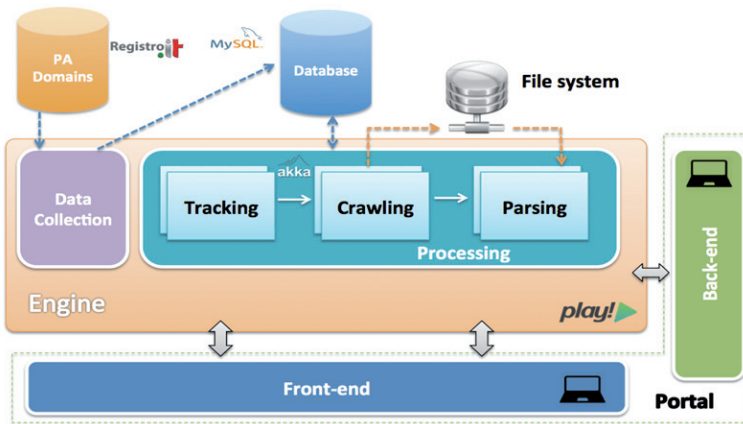 PA
Domains
Registro.it
MySQL
Database
File system
Data
Collection
akka
Tracking
Crawling
Parsing
Processing
Engine
play!
Back-end
Front-end
Portal